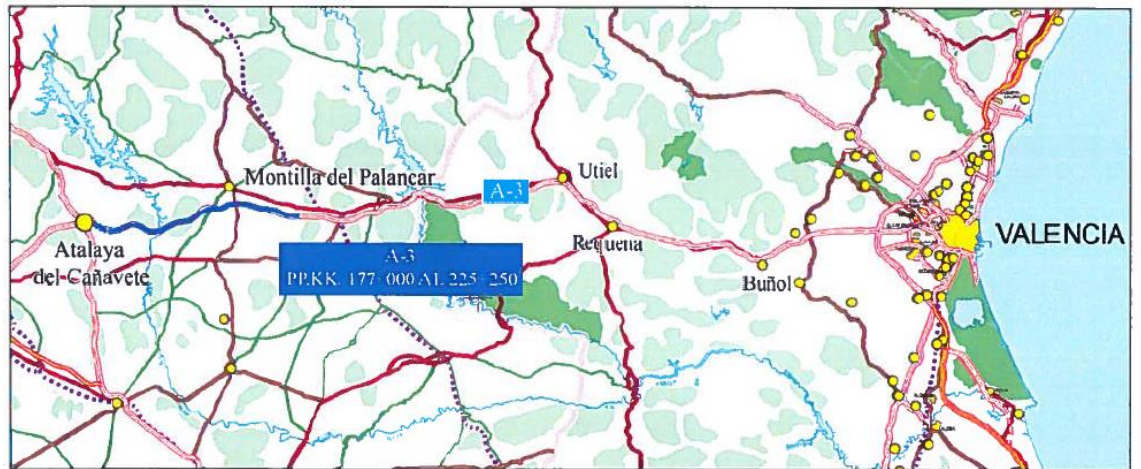 Montilla del Palancar
Utiel
A-3
Atalaya
del Cañavete
A-3
PP.KK. 177+000 AL 225+250
Requena
Buñol
VALENCIA